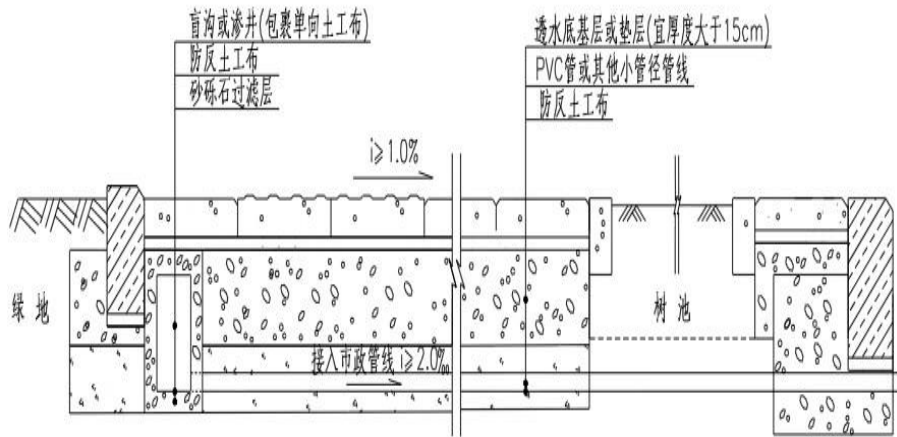 盲沟或渗井(包裹单向土工布)
防反土工布
砂砾石过滤层
透水底基层或垫层(宜厚度大于15cm)
PVC管或其他小管径管线
防反土工布
i≥1.0%
绿地
树池
接入市政管线 i≥2.0‰